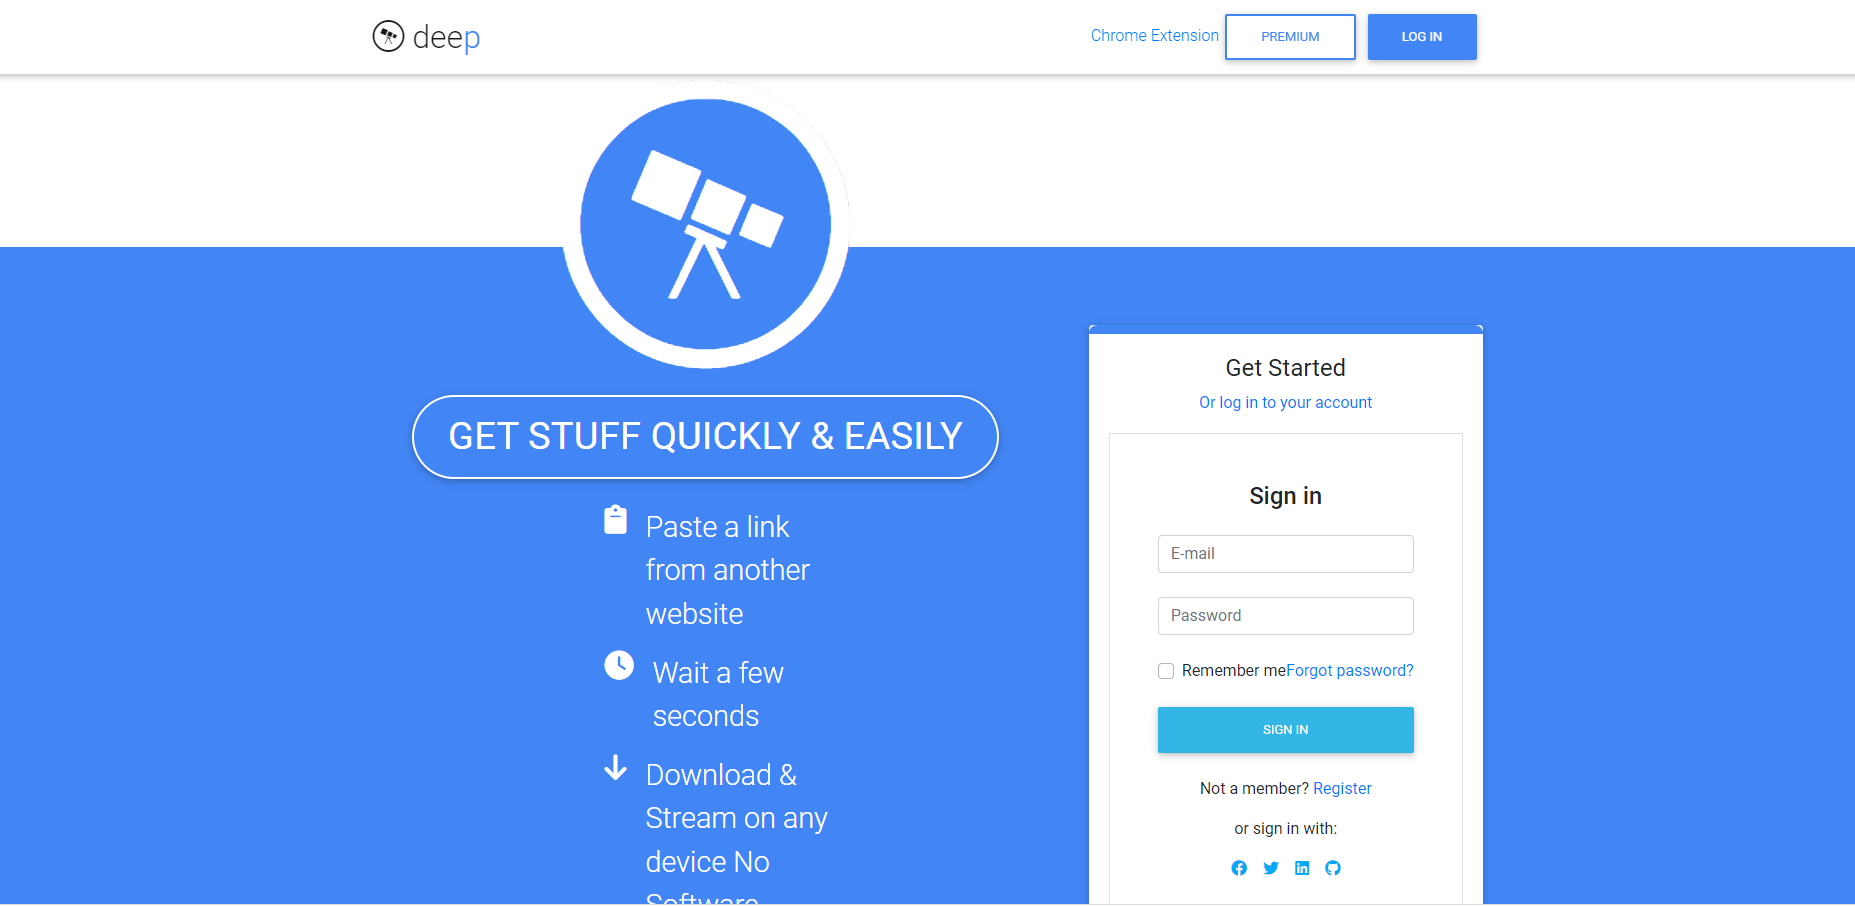 deep
Chrome Extension
PREMIUM
LOG IN
GET STUFF QUICKLY & EASILY
Paste a link
from another
website
Wait a few
seconds
Download &
Stream on any
device No
Software
Get Started
Or log in to your account
Sign in
E-mail
Password
Remember meForgot password?
SIGN IN
Not a member? Register
or sign in with: